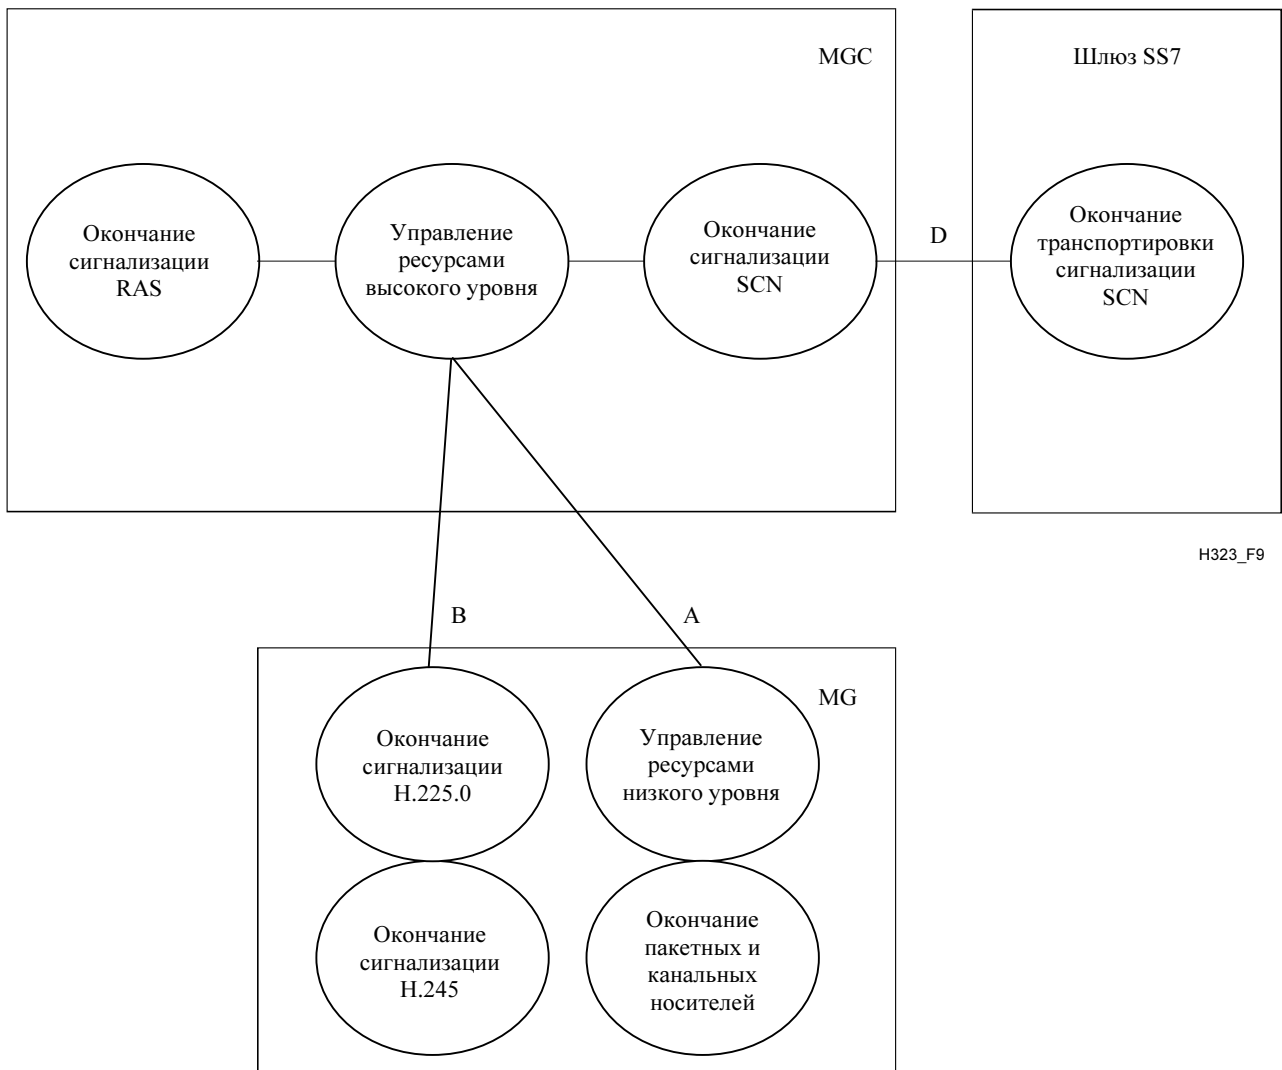 MGC
Шлюз SS7
Окончание
сигнализации
RAS
Управление
ресурсами
высокого уровня
Окончание
сигнализации
SCN
D
Окончание
транспортировки
сигнализации
SCN
H323_F9
B
A
MG
Окончание
сигнализации
H.225.0
Управление
ресурсами
низкого уровня
Окончание
сигнализации
H.245
Окончание
пакетных и
канальных
носителей